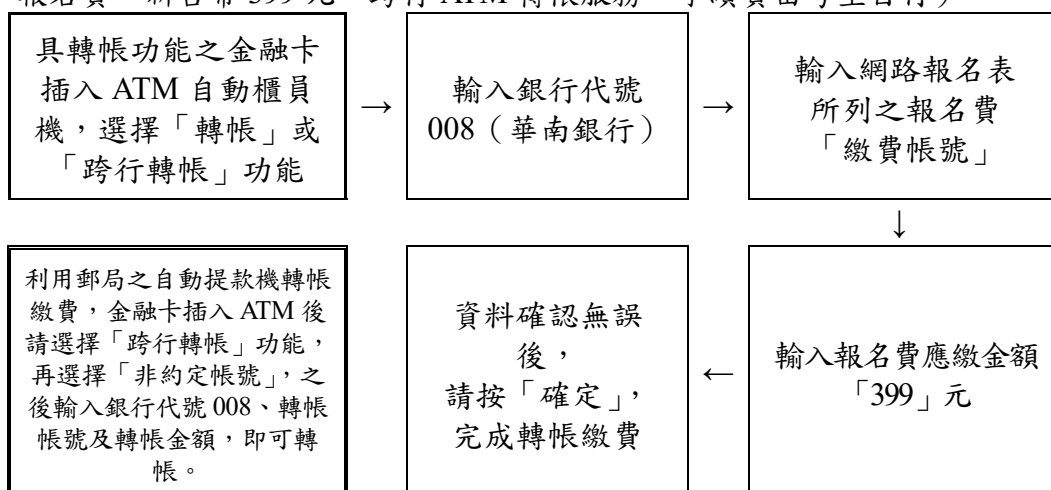 具轉帳功能之金融卡
插入 ATM 自動櫃員
機，選擇「轉帳」或
「跨行轉帳」功能
→
輸入銀行代號
008（華南銀行）
→
輸入網路報名表
所列之報名費
「繳費帳號」
↓
輸入報名費應繳金額
「399」元
←
資料確認無誤
後，
請按「確定」，
完成轉帳繳費
利用郵局之自動提款機轉帳
繳費，金融卡插入 ATM 後
請選擇「跨行轉帳」功能，
再選擇「非約定帳號」，之
後輸入銀行代號 008、轉帳
帳號及轉帳金額，即可轉
帳。